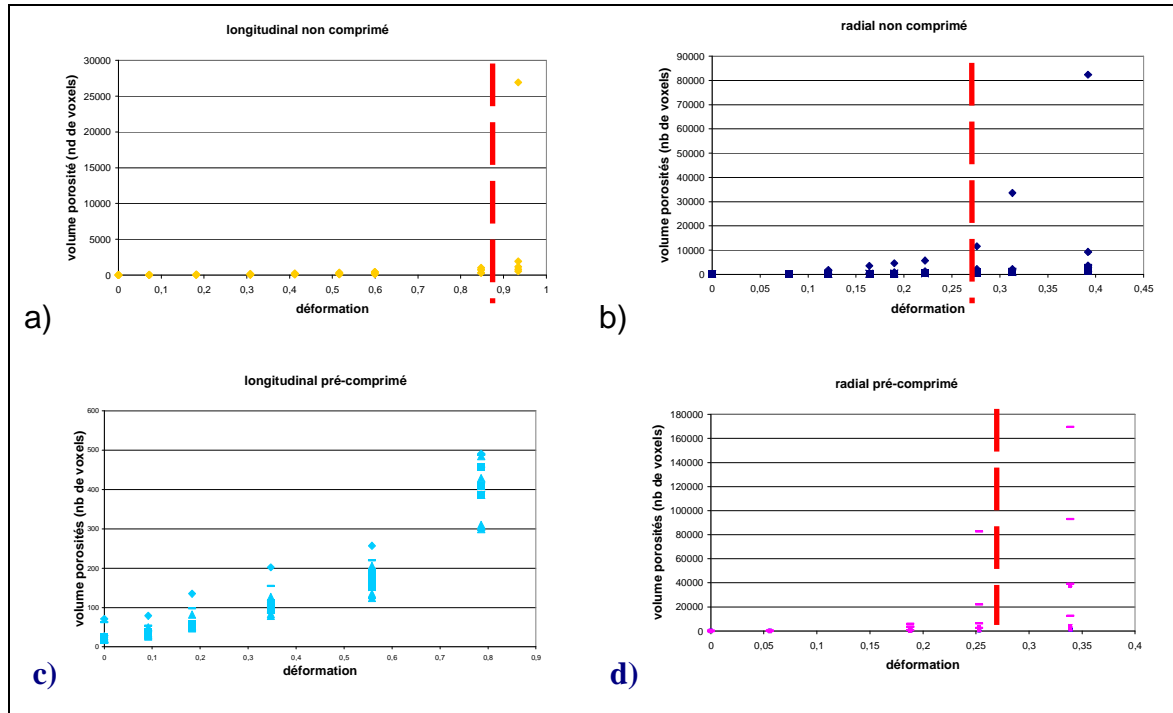 longitudinal non comprimé
volume porosité (nd de voxels)
30000
25000
20000
15000
10000
5000
0
0 0,1 0,2 0,3 0,4 0,5 0,6 0,7 0,8 0,9 1
déformation
a)
radial non comprimé
volume porosités (nb de voxels)
90000
80000
70000
60000
50000
40000
30000
20000
10000
0
0 0,05 0,1 0,15 0,2 0,25 0,3 0,35 0,4 0,45
déformation
b)
longitudinal pré-comprimé
volume porosités (nb de voxels)
600
500
400
300
200
100
0
0 0,1 0,2 0,3 0,4 0,5 0,6 0,7 0,8 0,9
déformation
c)
radial pré-comprimé
volume porosités (nb de voxels)
180000
160000
140000
120000
100000
80000
60000
40000
20000
0
0 0,05 0,1 0,15 0,2 0,25 0,3 0,35 0,4
déformation
d)